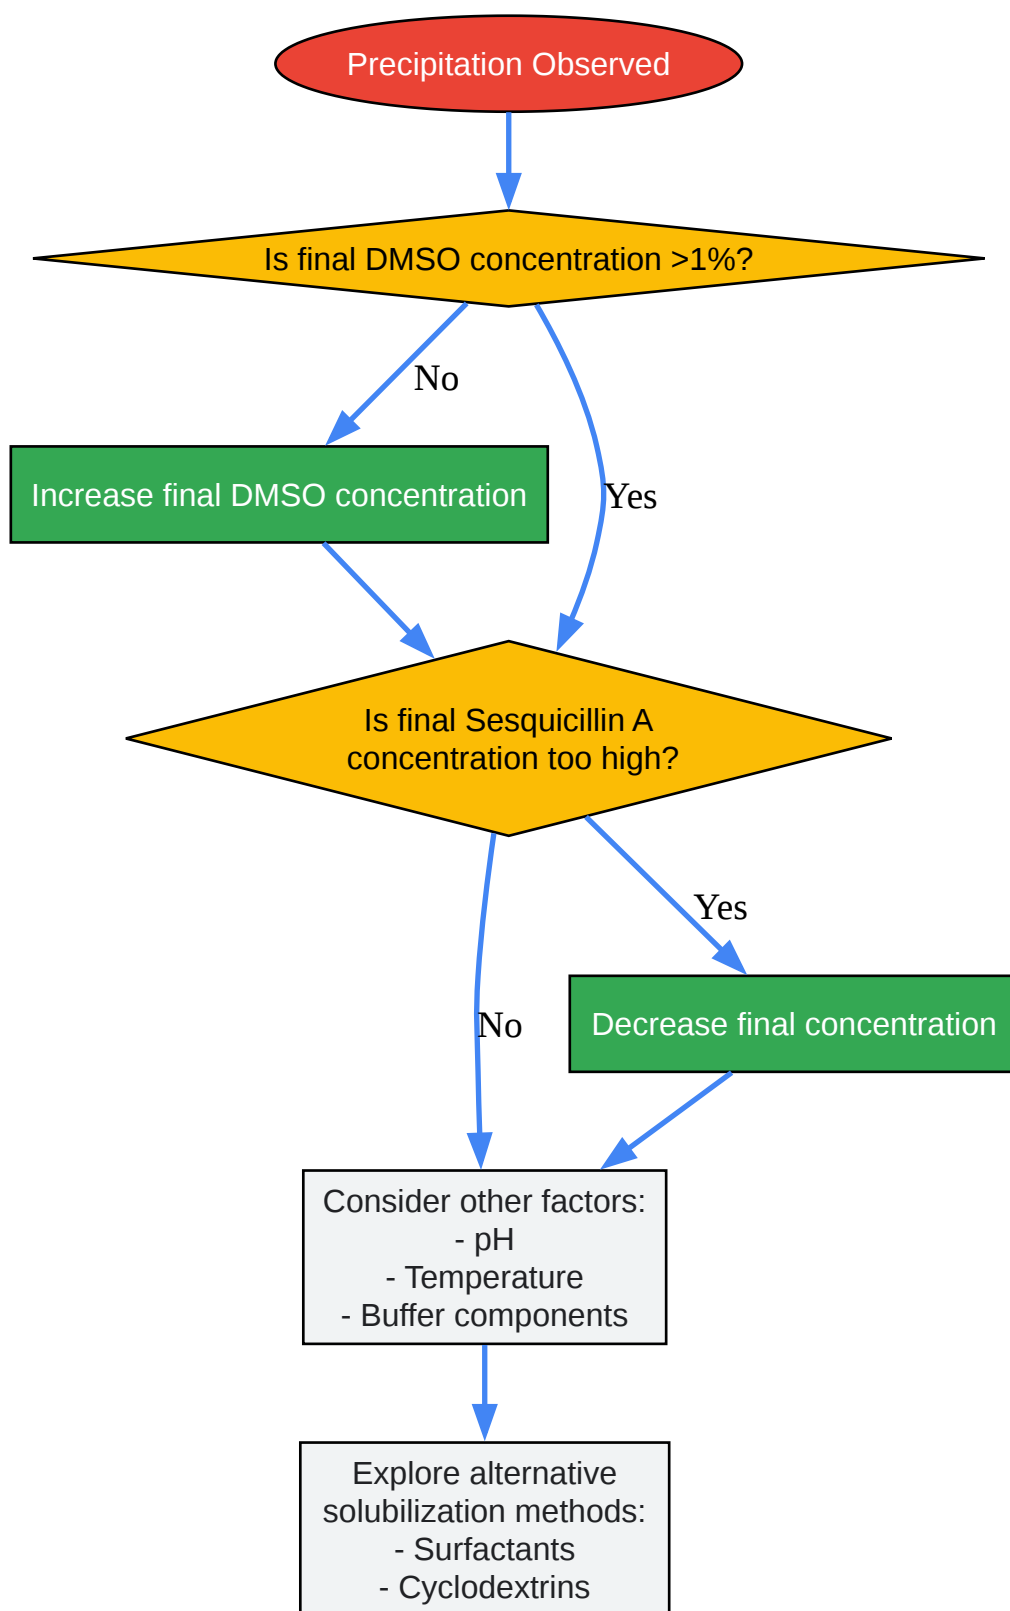 Precipitation Observed
Is final DMSO concentration >1%?
No
Increase final DMSO concentration
Yes
Is final Sesquicillin A
concentration too high?
Yes
Decrease final concentration
No
Consider other factors:
- pH
- Temperature
- Buffer components
Explore alternative
solubilization methods:
- Surfactants
- Cyclodextrins